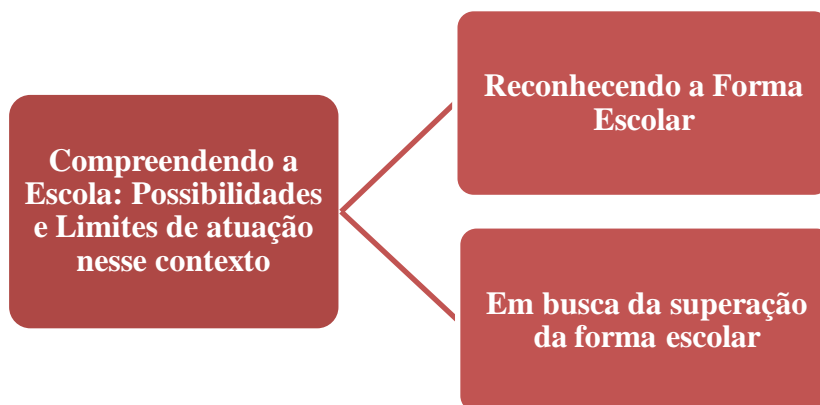 Compreendendo a
Escola: Possibilidades
e Limites de atuação
nesse contexto
Reconhecendo a Forma
Escolar
Em busca da superação
da forma escolar